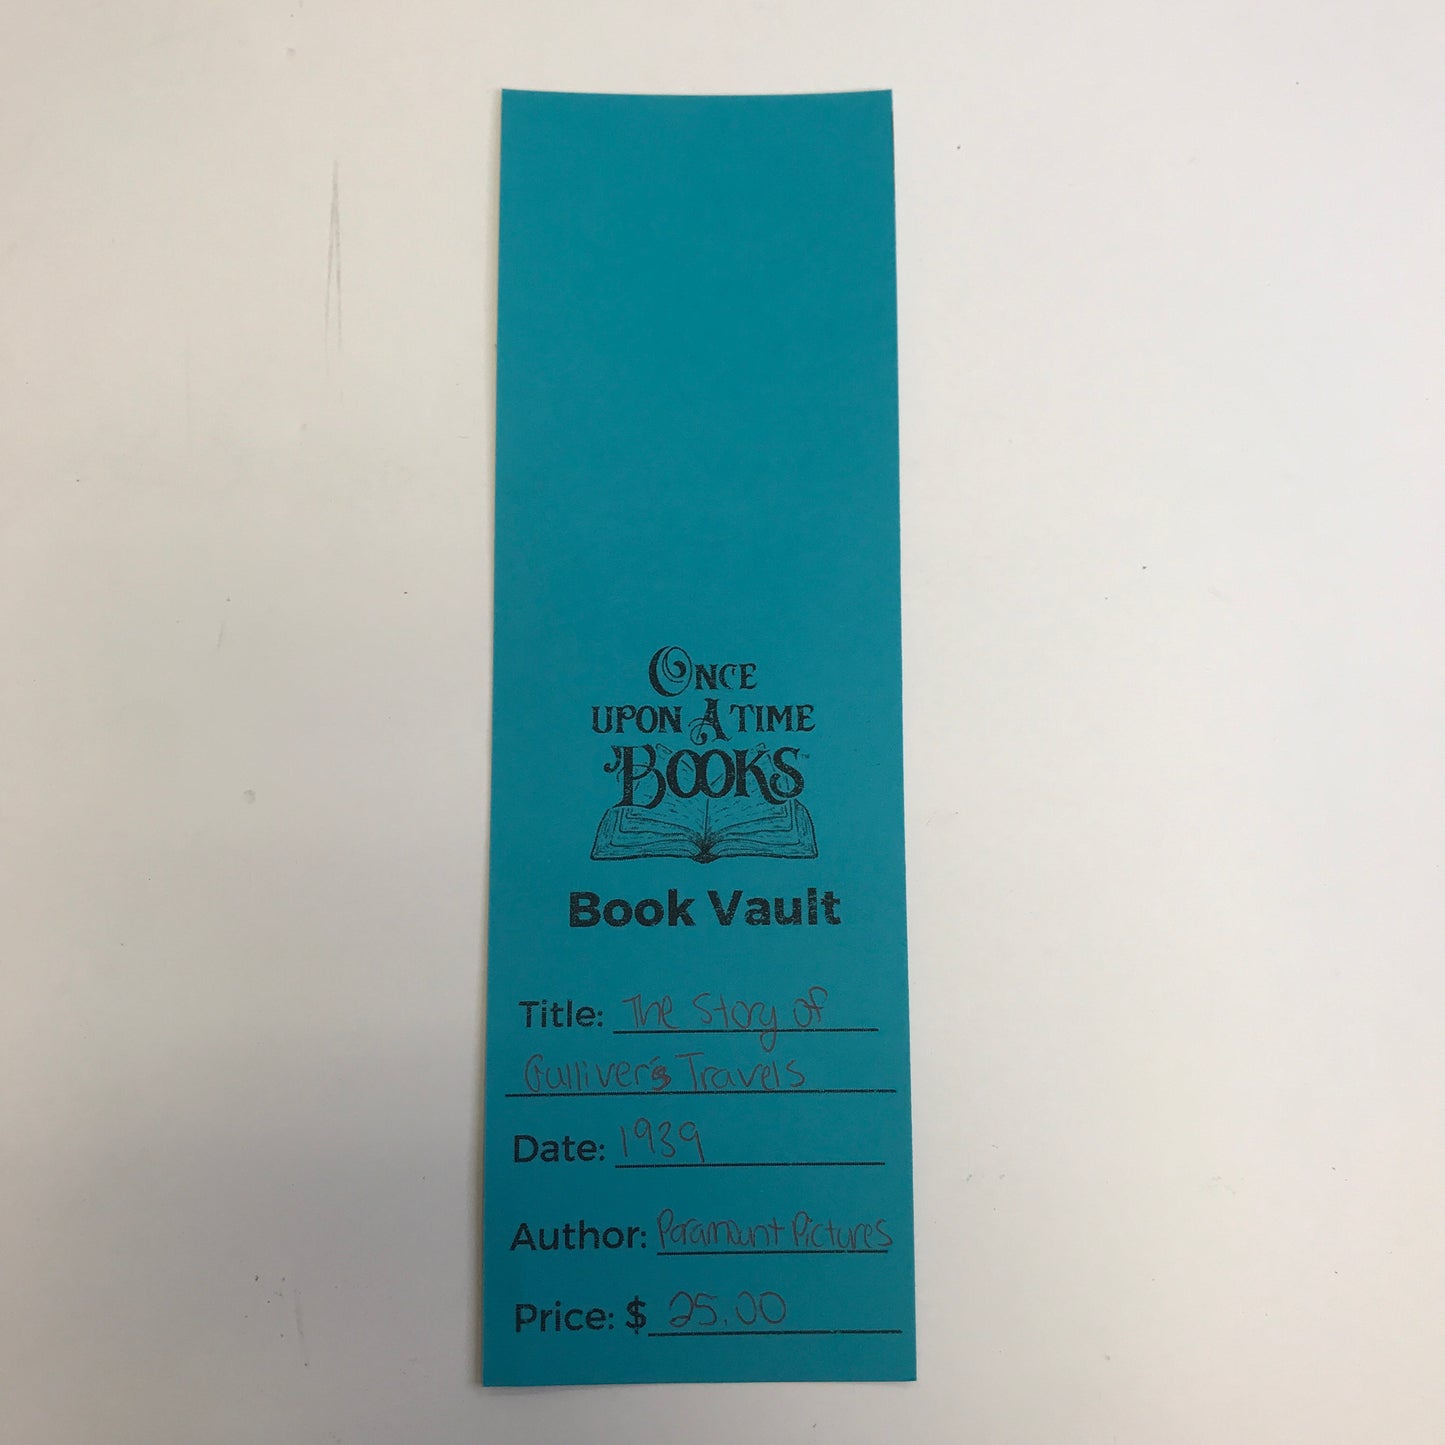 ONCE
UPON A TIME
BOOKS™
Book Vault
Title: The Story of
Gulliver's Travels
Date: 1939
Author: Paramount Pictures
Price: $ 25.00